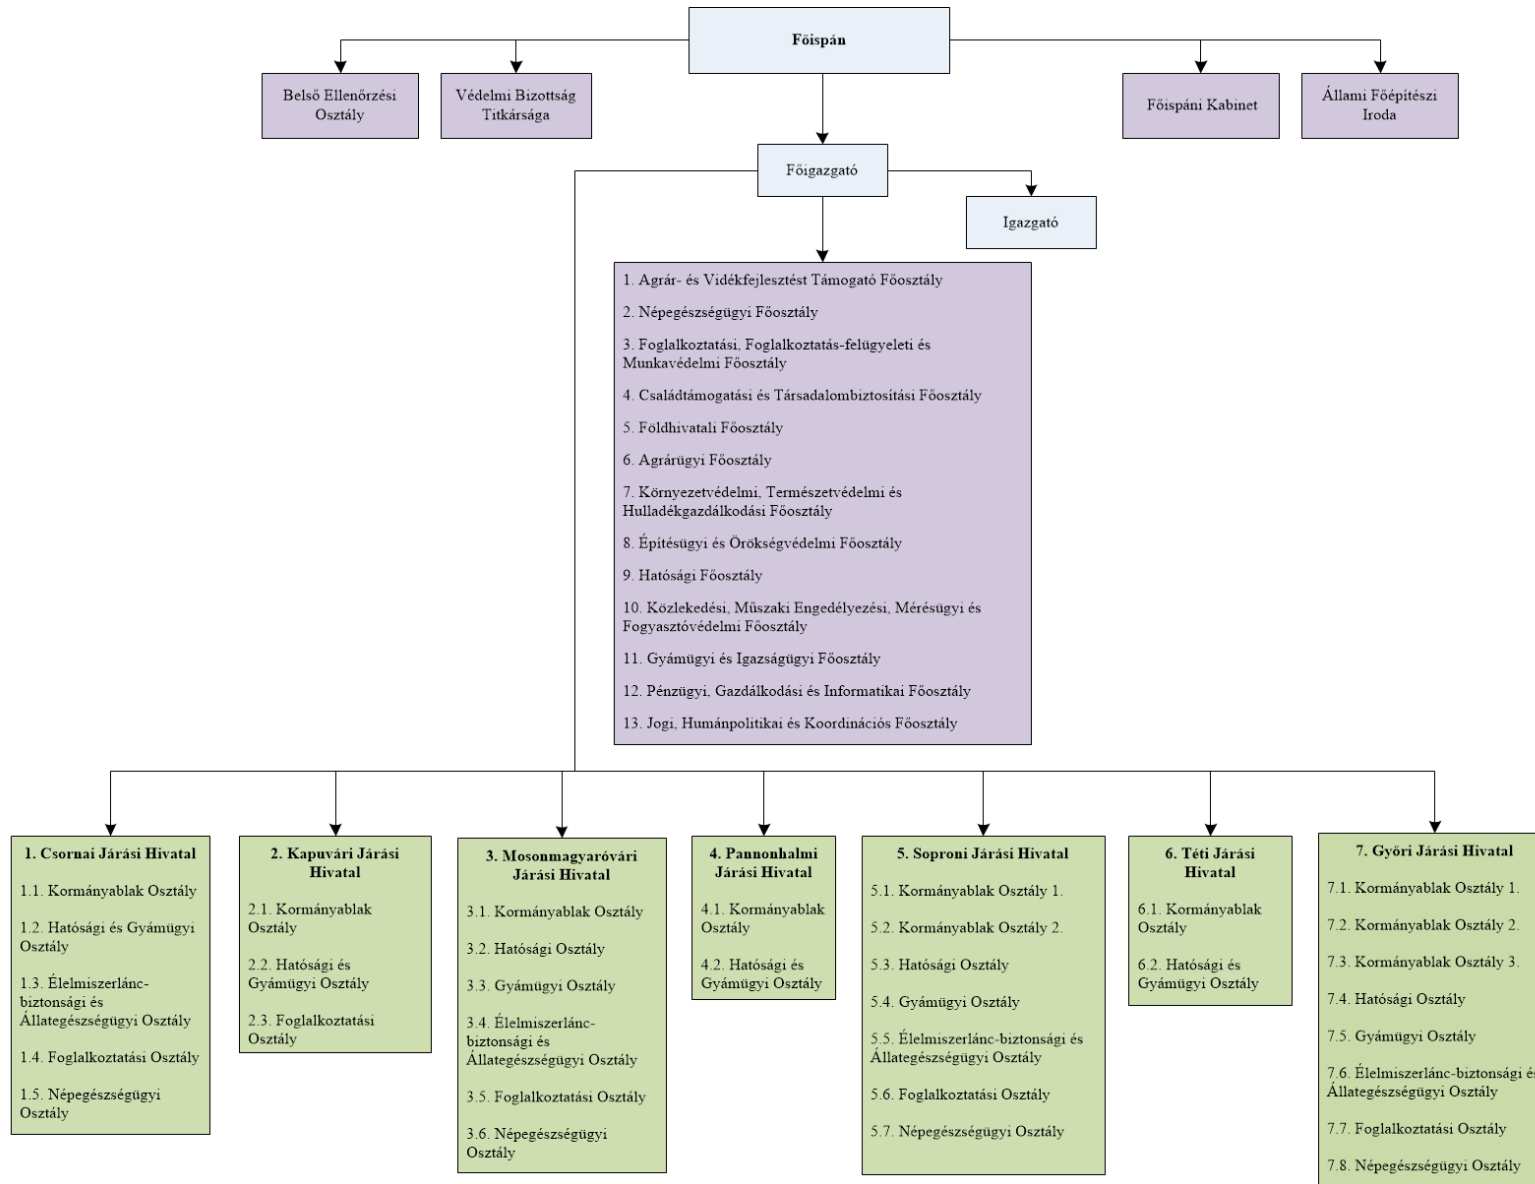 Főispán
Belső Ellenőrzési
Osztály
Védelmi Bizottság
Titkársága
Főispáni Kabinet
Állami Főépítészi
Iroda
Főigazgató
Igazgató
1. Agrár- és Vidékfejlesztést Támogató Főosztály
2. Népegészségügyi Főosztály
3. Foglalkoztatási, Foglalkoztatás-felügyeleti és
Munkavédelmi Főosztály
4. Családtámogatási és Társadalombiztosítási Főosztály
5. Földhivatali Főosztály
6. Agrárügyi Főosztály
7. Környezetvédelmi, Természetvédelmi és
Hulladékgazdálkodási Főosztály
8. Építésügyi és Örökségvédelmi Főosztály
9. Hatósági Főosztály
10. Közlekedési, Műszaki Engedélyezési, Mérésügyi és
Fogyasztóvédelmi Főosztály
11. Gyámügyi és Igazságügyi Főosztály
12. Pénzügyi, Gazdálkodási és Informatikai Főosztály
13. Jogi, Humánpolitikai és Koordinációs Főosztály
1. Csornai Járási Hivatal
1.1. Kormányablak Osztály
1.2. Hatósági és Gyámügyi
Osztály
1.3. Élelmiszerlánc-
biztonsági és
Állategészségügyi Osztály
1.4. Foglalkoztatási Osztály
1.5. Népegészségügyi
Osztály
2. Kapuvári Járási
Hivatal
2.1. Kormányablak
Osztály
2.2. Hatósági és
Gyámügyi Osztály
2.3. Foglalkoztatási
Osztály
3. Mosonmagyaróvári
Járási Hivatal
3.1. Kormányablak Osztály
3.2. Hatósági Osztály
3.3. Gyámügyi Osztály
3.4. Élelmiszerlánc-
biztonsági és
Állategészségügyi Osztály
3.5. Foglalkoztatási Osztály
3.6. Népegészségügyi
Osztály
4. Pannonhalmi
Járási Hivatal
4.1. Kormányablak
Osztály
4.2. Hatósági és
Gyámügyi Osztály
5. Soproni Járási Hivatal
5.1. Kormányablak Osztály 1.
5.2. Kormányablak Osztály 2.
5.3. Hatósági Osztály
5.4. Gyámügyi Osztály
5.5. Élelmiszerlánc-biztonsági és
Állategészségügyi Osztály
5.6. Foglalkoztatási Osztály
5.7. Népegészségügyi Osztály
6. Téti Járási
Hivatal
6.1. Kormányablak
Osztály
6.2. Hatósági és
Gyámügyi Osztály
7. Győri Járási Hivatal
7.1. Kormányablak Osztály 1.
7.2. Kormányablak Osztály 2.
7.3. Kormányablak Osztály 3.
7.4. Hatósági Osztály
7.5. Gyámügyi Osztály
7.6. Élelmiszerlánc-biztonsági és
Állategészségügyi Osztály
7.7. Foglalkoztatási Osztály
7.8. Népegészségügyi Osztály